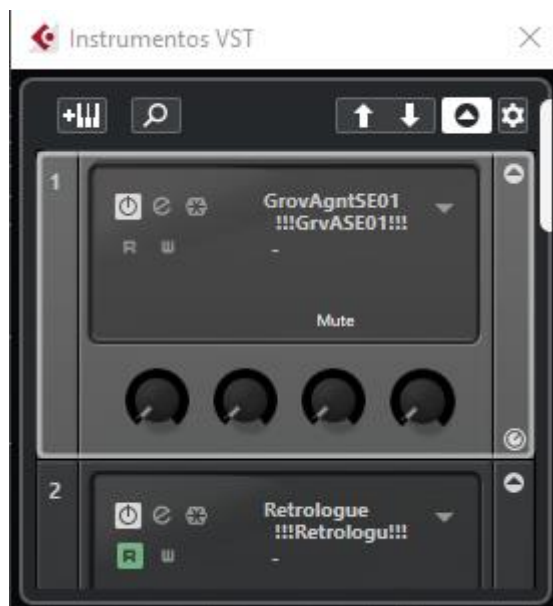 Instrumentos VST
1
GrovAgntSE01
!!!GrvASE01!!!
R W
-
Mute
2
Retrologue
!!!Retrologu!!!
R W
-